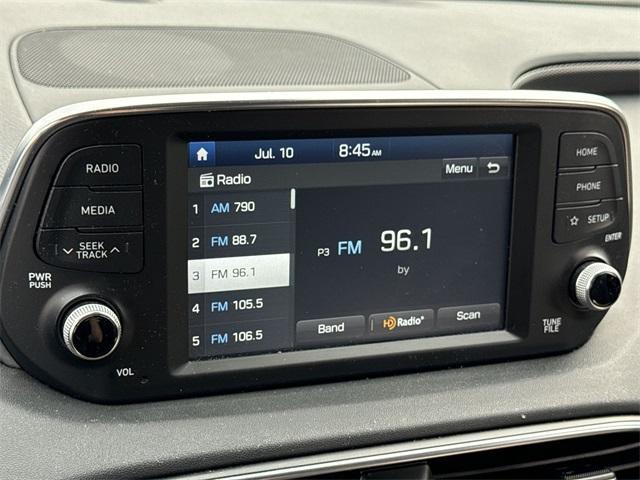 RADIO
MEDIA
SEEK
TRACK
PWR
PUSH
VOL
Jul. 10 8:45 AM
Radio
Menu
1 AM 790
2 FM 88.7
3 FM 96.1
4 FM 105.5
5 FM 106.5
P3 FM 96.1
by
Band
HD Radio®
Scan
HOME
PHONE
SETUP
ENTER
TUNE
FILE